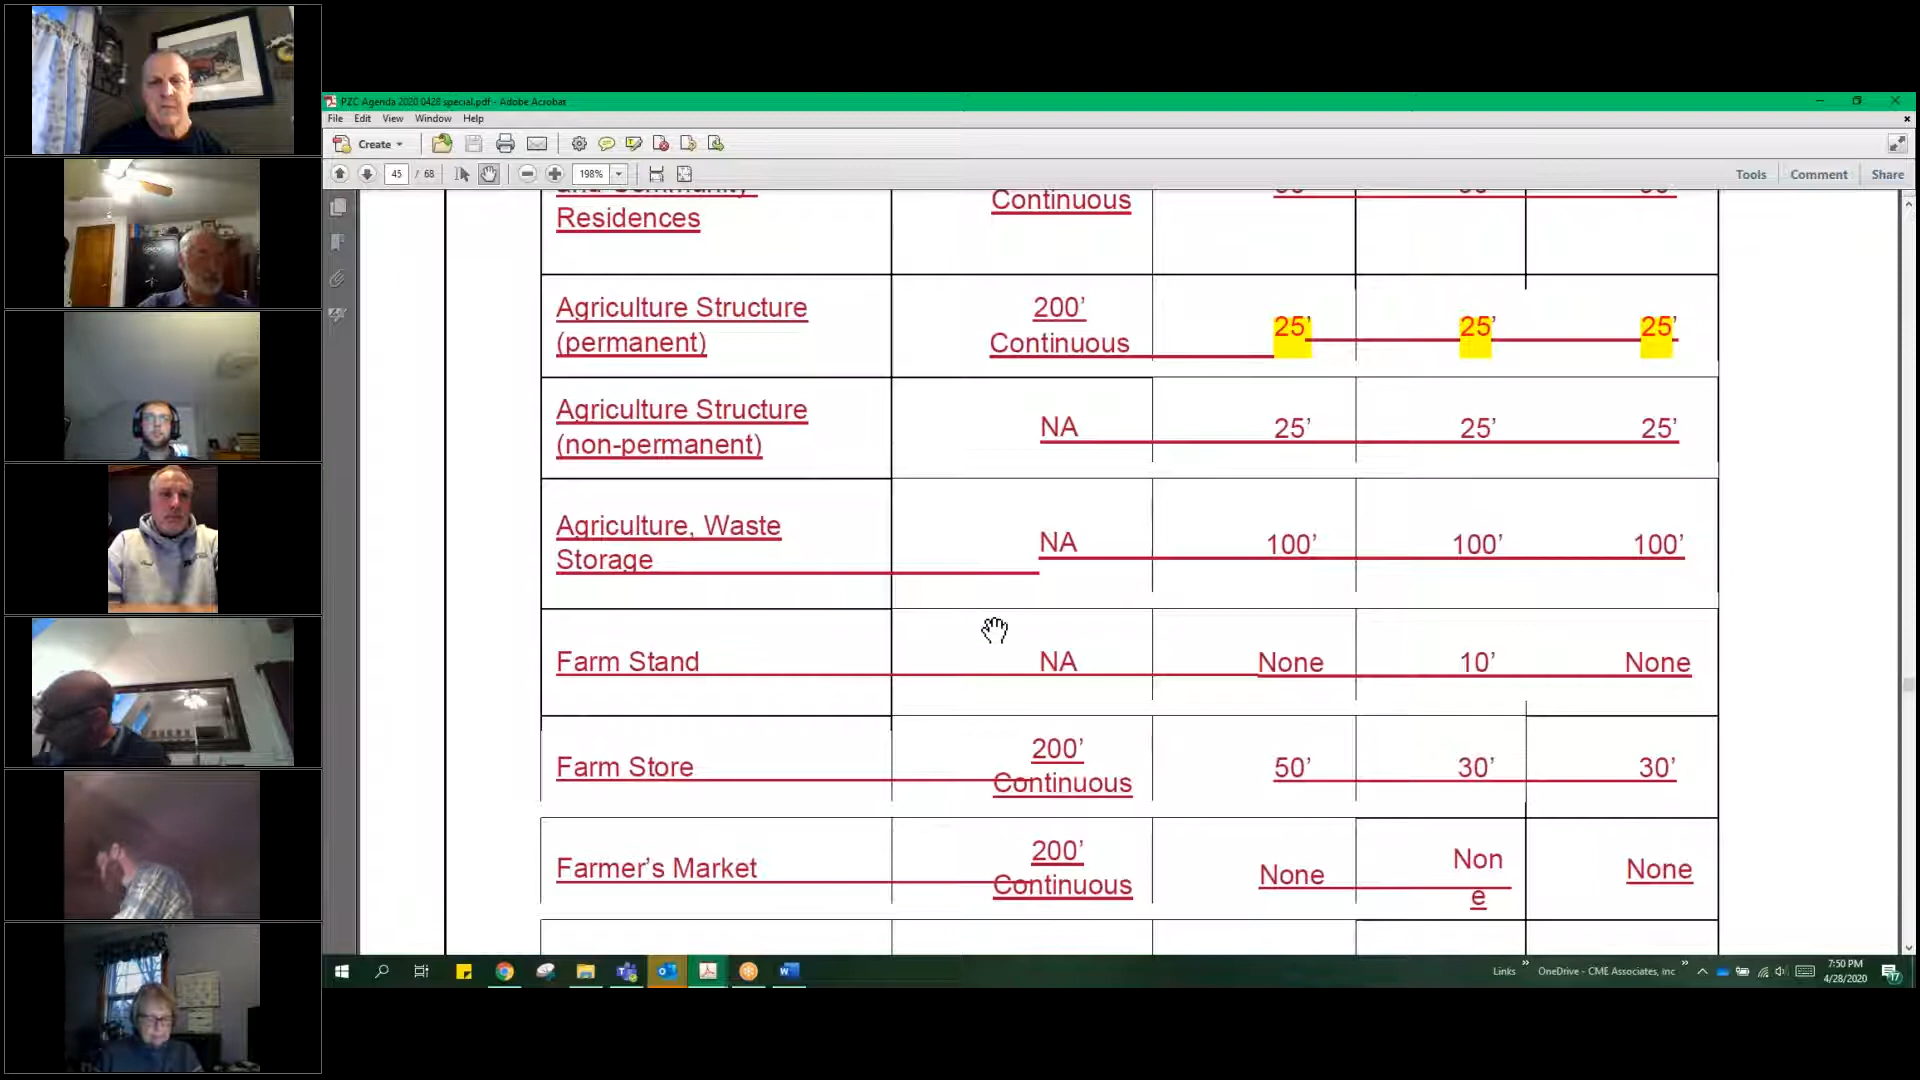 PZC Agenda 2020 0428 special.pdf - Adobe Acrobat
File Edit View Window Help
Create
45 / 68 198% Tools Comment Share
Residences Continuous
Agriculture Structure (permanent) 200’ Continuous 25’ 25’ 25’
Agriculture Structure (non-permanent) NA 25’ 25’ 25’
Agriculture, Waste Storage NA 100’ 100’ 100’
Farm Stand NA None 10’ None
Farm Store 200’ Continuous 50’ 30’ 30’
Farmer’s Market 200’ Continuous None Non e None
Links OneDrive - CME Associates, inc 7:50 PM
4/28/2020 17